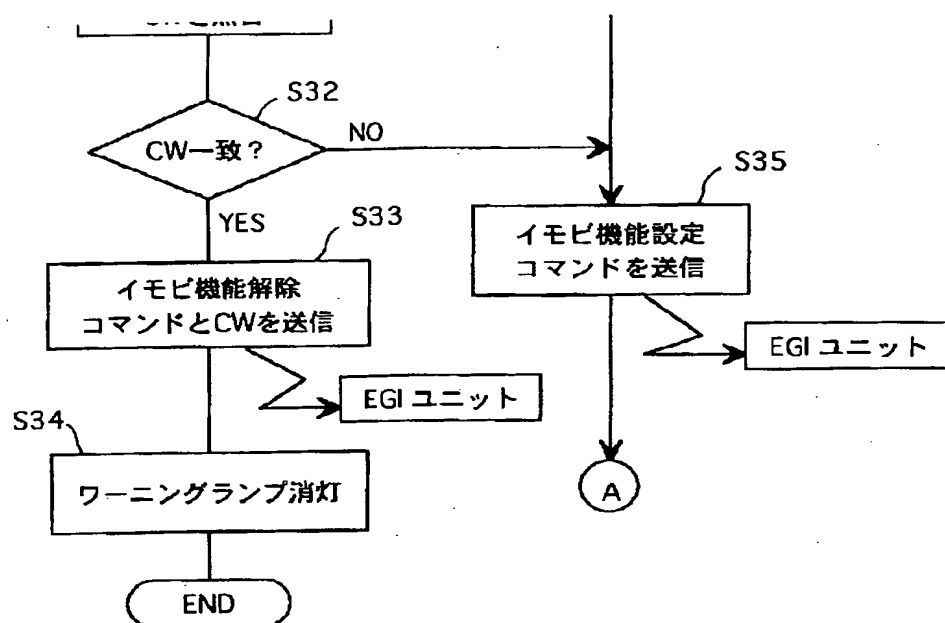 S32
CW一致?
NO
YES
S33
S35
イモビ機能設定
コマンドを送信
イモビ機能解除
コマンドとCWを送信
EGI ユニット
EGI ユニット
S34
ワーニングランプ消灯
A
END